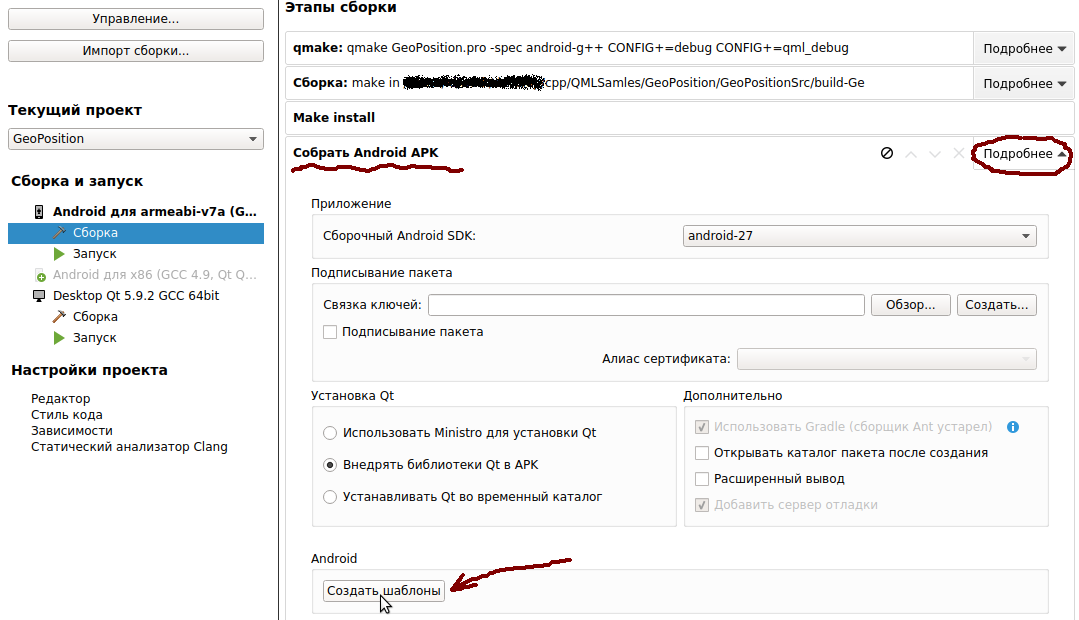 Управление...
Импорт сборки...
Текущий проект
GeoPosition
Сборка и запуск
Android для armeabi-v7a (G...
Сборка
Запуск
Android для x86 (GCC 4.9, Qt Q...
Desktop Qt 5.9.2 GCC 64bit
Сборка
Запуск
Настройки проекта
Редактор
Стиль кода
Зависимости
Статический анализатор Clang
Этапы сборки
qmake: qmake GeoPosition.pro -spec android-g++ CONFIG+=debug CONFIG+=qml_debug
Подробнее
Сборка: make in cpp/QMLSamles/GeoPosition/GeoPositionSrc/build-Ge
Подробнее
Make install
Собрать Android APK
Подробнее
Приложение
Сборочный Android SDK:
android-27
Подписывание пакета
Связка ключей:
Обзор...
Создать...
Подписывание пакета
Алиас сертификата:
Установка Qt
Использовать Ministro для установки Qt
Внедрять библиотеки Qt в APK
Устанавливать Qt во временный каталог
Дополнительно
Использовать Gradle (сборщик Ant устарел)
Открывать каталог пакета после создания
Расширенный вывод
Добавить сервер отладки
Android
Создать шаблоны